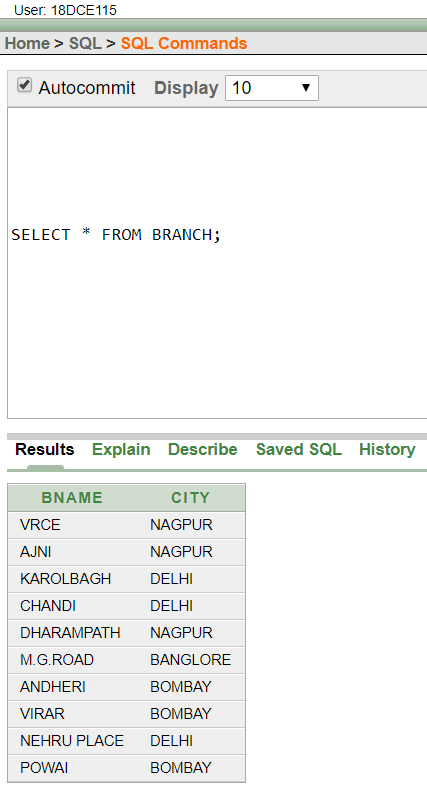 User: 18DCE115
Home > SQL > SQL Commands
Autocommit Display 10
SELECT * FROM BRANCH;
Results Explain Describe Saved SQL History
BNAME CITY
VRCE NAGPUR
AJNI NAGPUR
KAROLBAGH DELHI
CHANDI DELHI
DHARAMPATH NAGPUR
M.G.ROAD BANGLORE
ANDHERI BOMBAY
VIRAR BOMBAY
NEHRU PLACE DELHI
POWAI BOMBAY